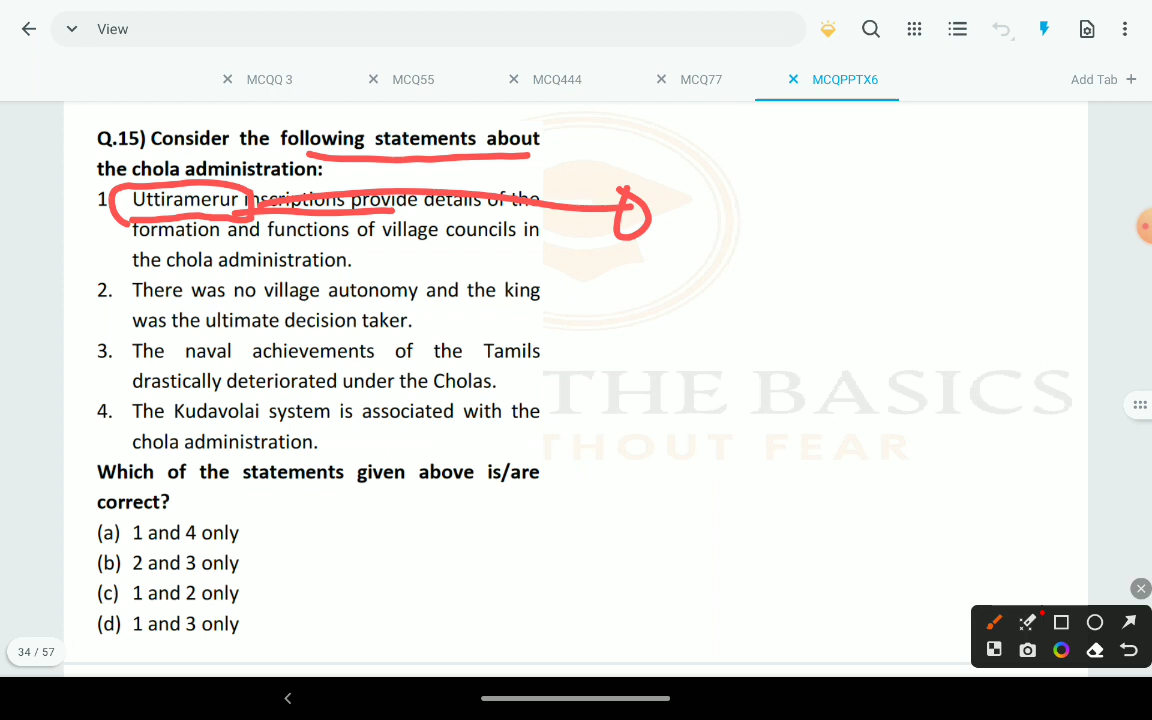 View
MCQQ 3
MCQ55
MCQ444
MCQ77
MCQPPTX6
Add Tab
Q.15) Consider the following statements about
the chola administration:
1 Uttiramerur inscriptions provide details of the
formation and functions of village councils in
the chola administration.
2. There was no village autonomy and the king
was the ultimate decision taker.
3. The naval achievements of the Tamils
drastically deteriorated under the Cholas.
4. The Kudavolai system is associated with the
chola administration.
Which of the statements given above is/are
correct?
(a) 1 and 4 only
(b) 2 and 3 only
(c) 1 and 2 only
(d) 1 and 3 only
THE BASICS
THOUT FEAR
34 / 57